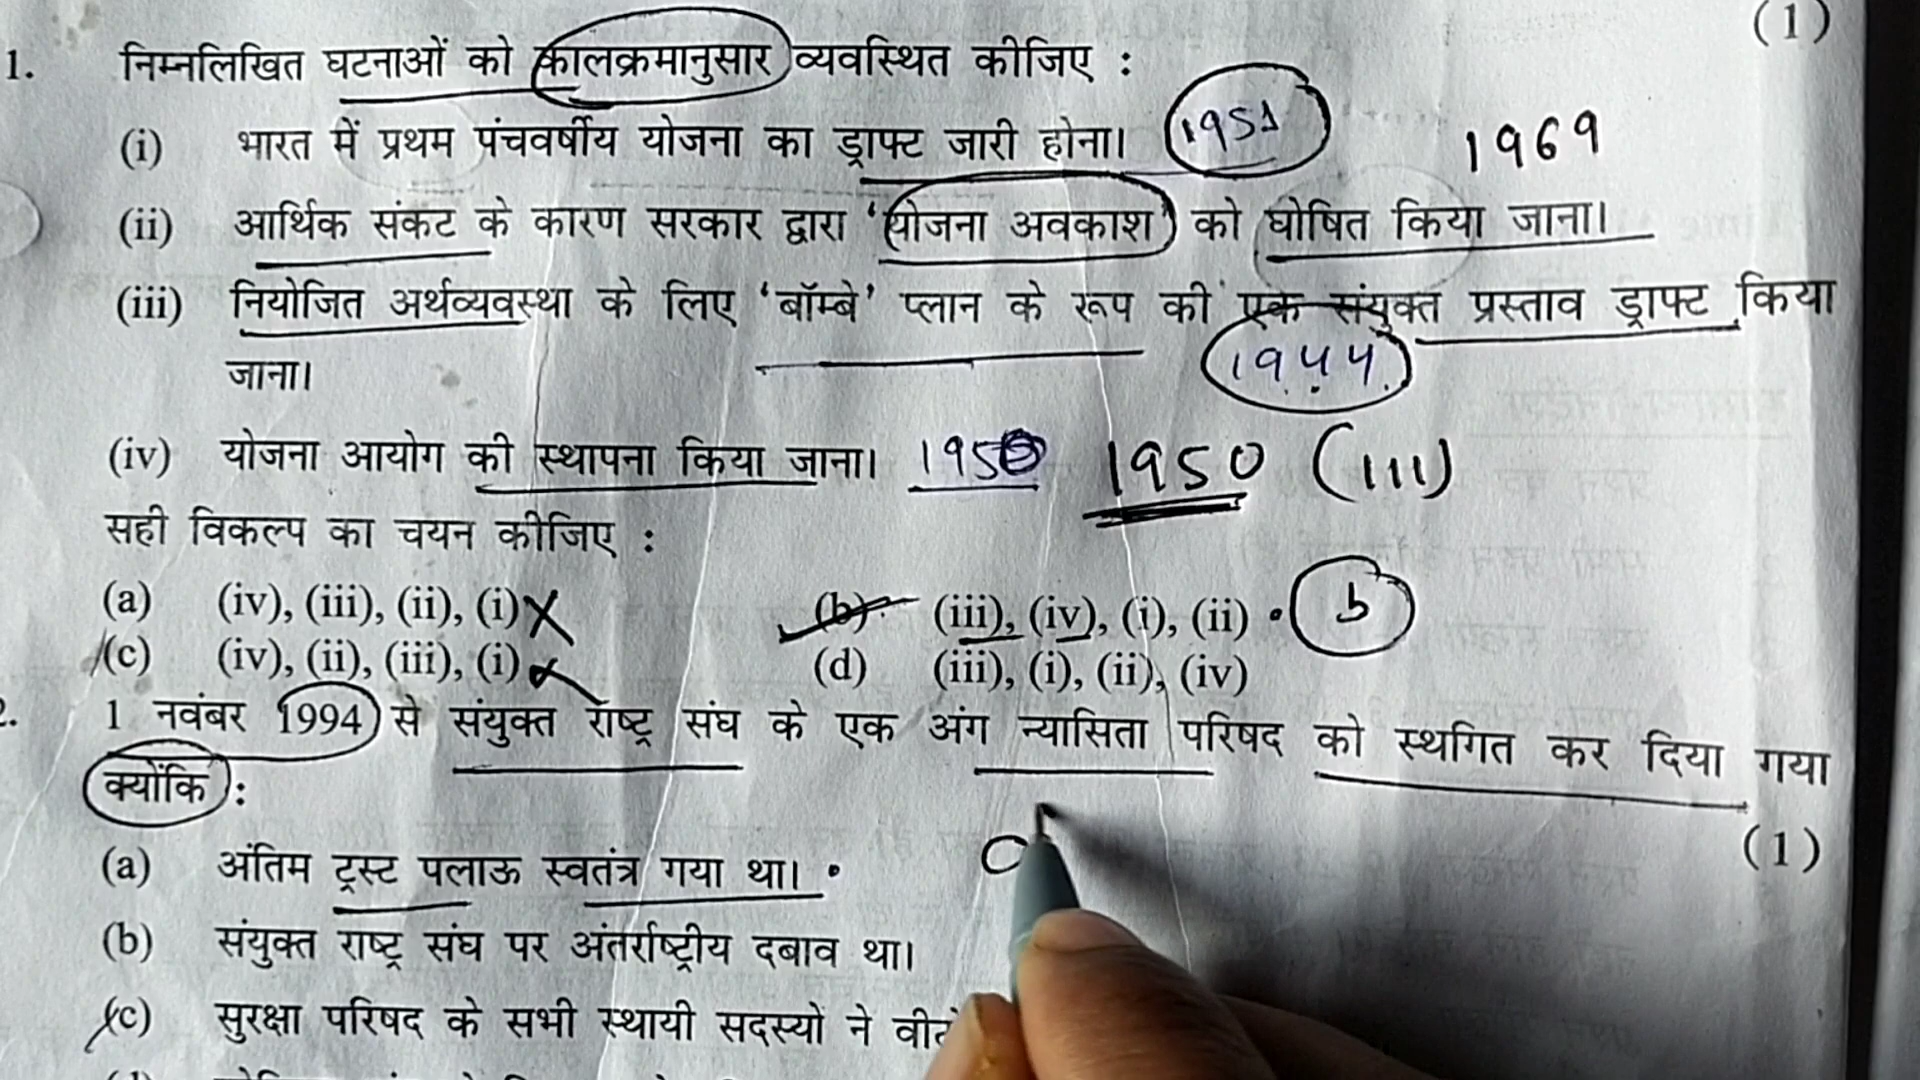 (1)
1. निम्नलिखित घटनाओं को कालक्रमानुसार व्यवस्थित कीजिए :
(i) भारत में प्रथम पंचवर्षीय योजना का ड्राफ्ट जारी होना। 1951 1969
(ii) आर्थिक संकट के कारण सरकार द्वारा 'योजना अवकाश' को घोषित किया जाना।
(iii) नियोजित अर्थव्यवस्था के लिए 'बॉम्बे' प्लान के रूप की एक संयुक्त प्रस्ताव ड्राफ्ट किया
जाना। 1944
(iv) योजना आयोग की स्थापना किया जाना। 1950 1950 (111)
सही विकल्प का चयन कीजिए :
(a) (iv), (iii), (ii), (i) (b) (iii), (iv), (i), (ii) b
(c) (iv), (ii), (iii), (i) (d) (iii), (i), (ii), (iv)
2. 1 नवंबर 1994 से संयुक्त राष्ट्र संघ के एक अंग न्यासिता परिषद को स्थगित कर दिया गया
क्योंकि :
(1)
(a) अंतिम ट्रस्ट पलाऊ स्वतंत्र गया था।
(b) संयुक्त राष्ट्र संघ पर अंतर्राष्ट्रीय दबाव था।
(c) सुरक्षा परिषद के सभी स्थायी सदस्यों ने